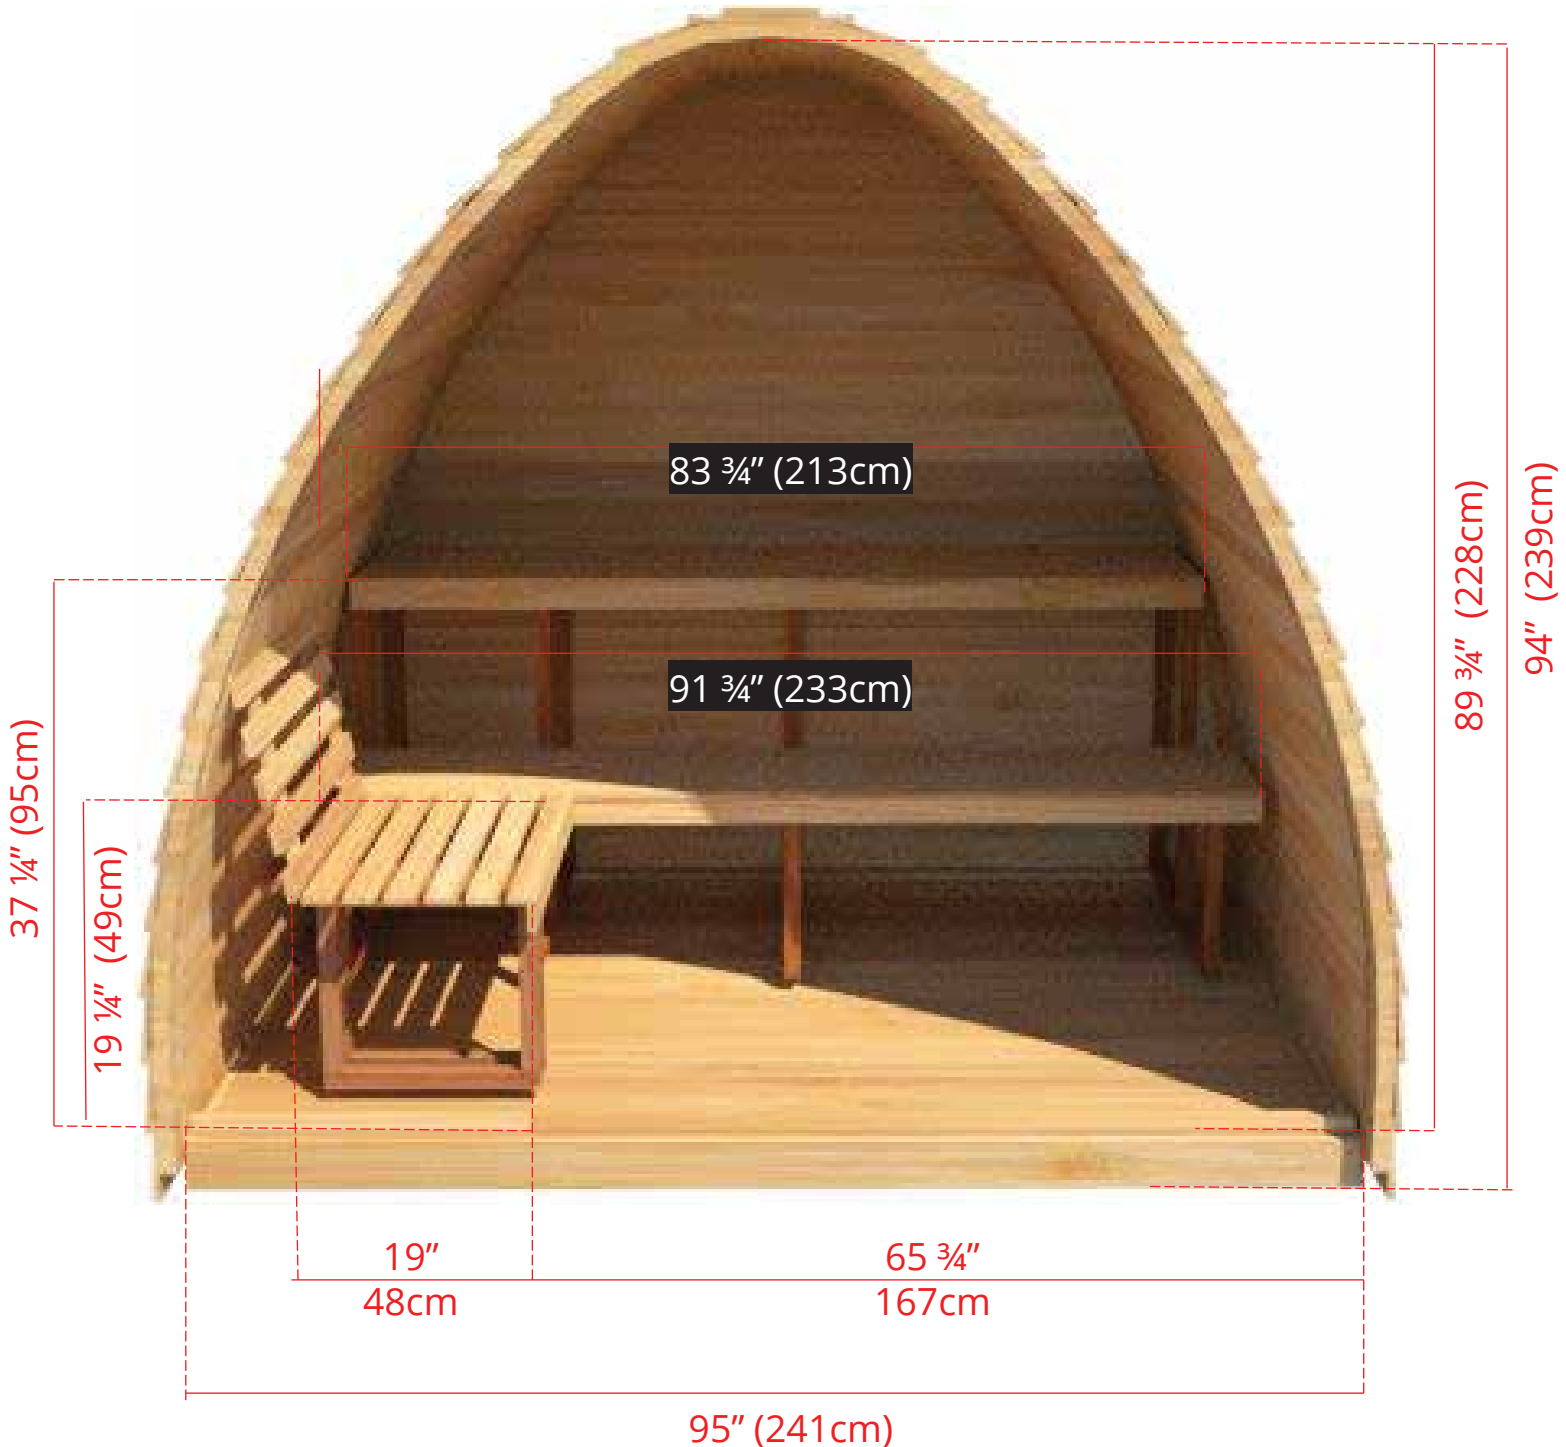 83 ¾” (213cm)
91 ¾” (233cm)
89 ¾” (228cm)
94” (239cm)
37 ¼” (95cm)
19 ¼” (49cm)
19”
48cm
65 ¾”
167cm
95” (241cm)